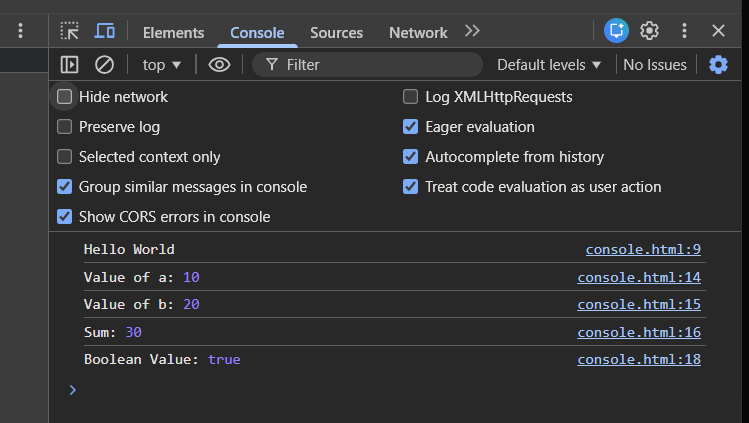 Elements Console Sources Network
top Filter Default levels No Issues
Hide network Log XMLHttpRequests
Preserve log Eager evaluation
Selected context only Autocomplete from history
Group similar messages in console Treat code evaluation as user action
Show CORS errors in console
Hello World console.html:9
Value of a: 10 console.html:14
Value of b: 20 console.html:15
Sum: 30 console.html:16
Boolean Value: true console.html:18